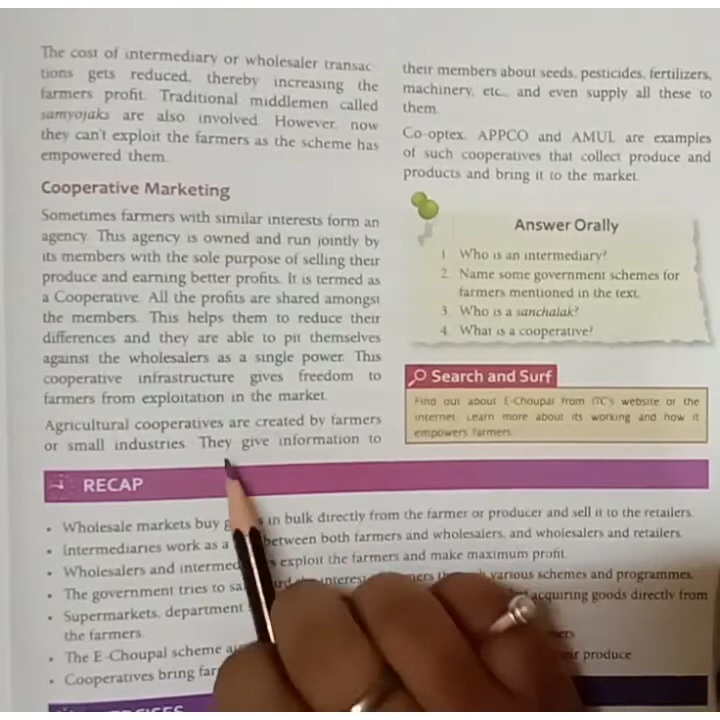 The cost of intermediary or wholesaler transac
tions gets reduced, thereby increasing the
farmers profit. Traditional middlemen called
samyojaks are also involved. However, now
they can't exploit the farmers as the scheme has
empowered them.
Cooperative Marketing
Sometimes farmers with similar interests form an
agency. This agency is owned and run jointly by
its members with the sole purpose of selling their
produce and earning better profits. It is termed as
a Cooperative. All the profits are shared amongst
the members. This helps them to reduce their
differences and they are able to pit themselves
against the wholesalers as a single power. This
cooperative infrastructure gives freedom to
farmers from exploitation in the market.
Agricultural cooperatives are created by farmers
or small industries. They give information to
their members about seeds, pesticides, fertilizers,
machinery, etc., and even supply all these to
them.
Co-optex, APPCO and AMUL are examples
of such cooperatives that collect produce and
products and bring it to the market.
Answer Orally
1. Who is an intermediary?
2. Name some government schemes for
farmers mentioned in the text.
3. Who is a sanchalak?
4. What is a cooperative?
Search and Surf
Find out about E-Choupal from ITC's website or the
internet. Learn more about its working and how it
empowers farmers.
RECAP
• Wholesale markets buy in bulk directly from the farmer or producer and sell it to the retailers.
• Intermediaries work as a between both farmers and wholesalers, and wholesalers and retailers.
• Wholesalers and exploit the farmers and make maximum profit.
• The government tries to various schemes and programmes.
• Supermarkets, department acquiring goods directly from
the farmers.
• The E-Choupal scheme
• Cooperatives bring produce